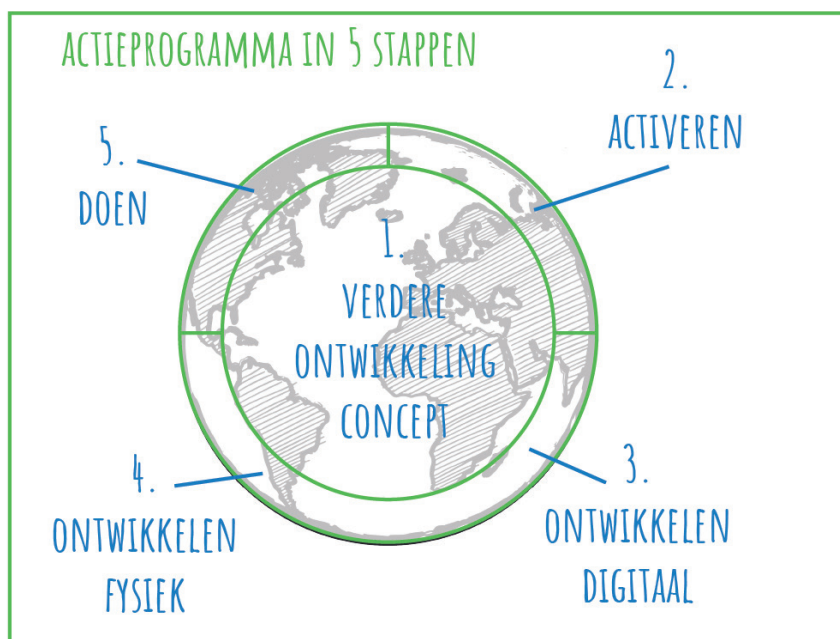 ACTIEPROGRAMMA IN 5 STAPPEN
1.
VERDERE
ONTWIKKELING
CONCEPT
2.
ACTIVEREN
3.
ONTWIKKELEN
DIGITAAL
4.
ONTWIKKELEN
FYSIEK
5.
DOEN